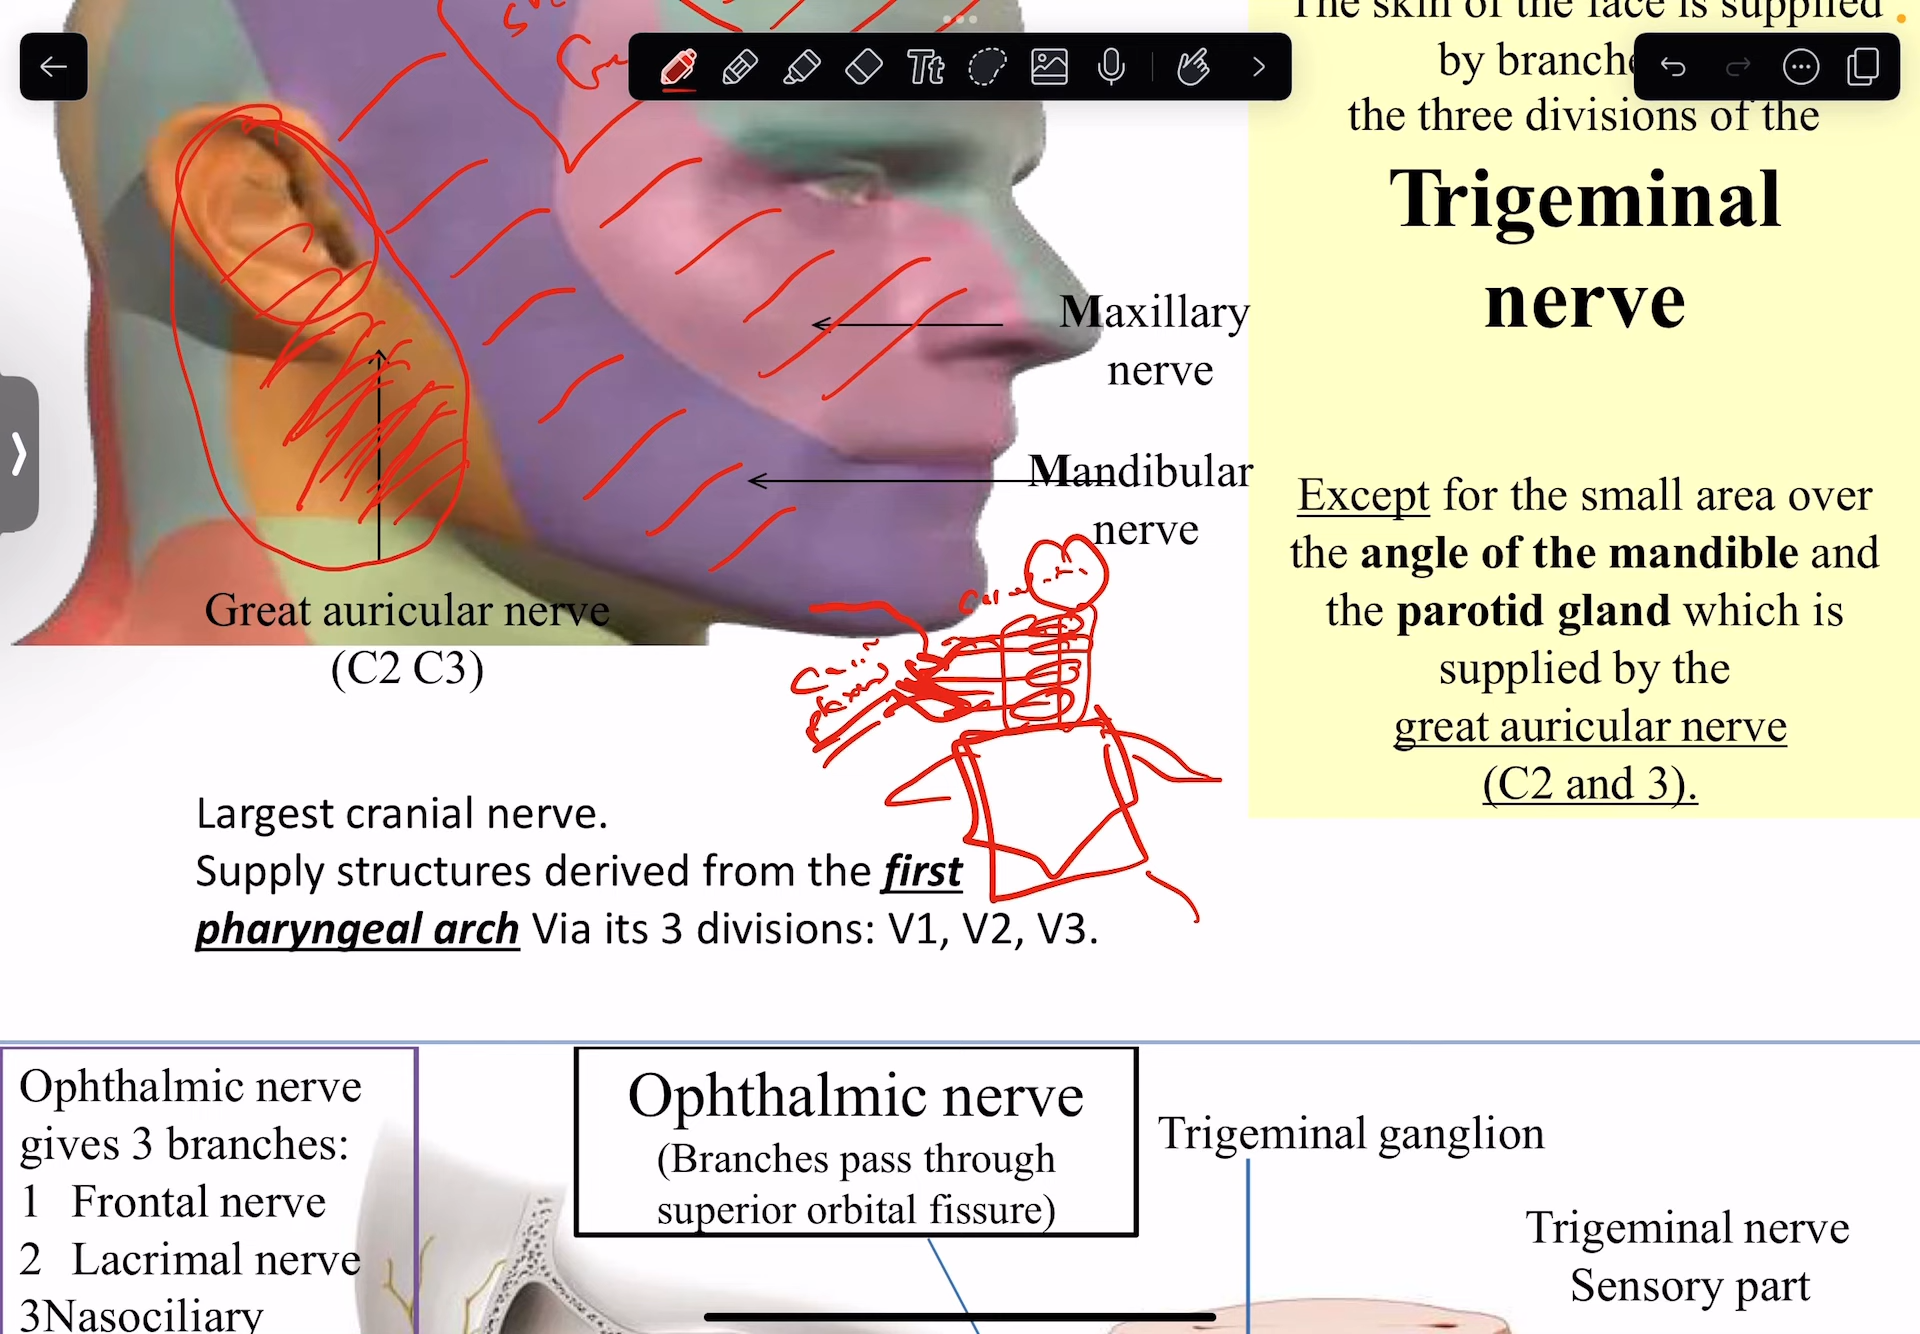 The skin of the face is supplied
by branche
the three divisions of the
Trigeminal
nerve
Tt
Maxillary
nerve
Mandibular
nerve
Except for the small area over
the angle of the mandible and
the parotid gland which is
supplied by the
great auricular nerve
(C2 and 3).
Great auricular nerve
(C2 C3)
Largest cranial nerve.
Supply structures derived from the first
pharyngeal arch Via its 3 divisions: V1, V2, V3.
Ophthalmic nerve
gives 3 branches:
1 Frontal nerve
2 Lacrimal nerve
3Nasociliary
Ophthalmic nerve
(Branches pass through
superior orbital fissure)
Trigeminal ganglion
Trigeminal nerve
Sensory part